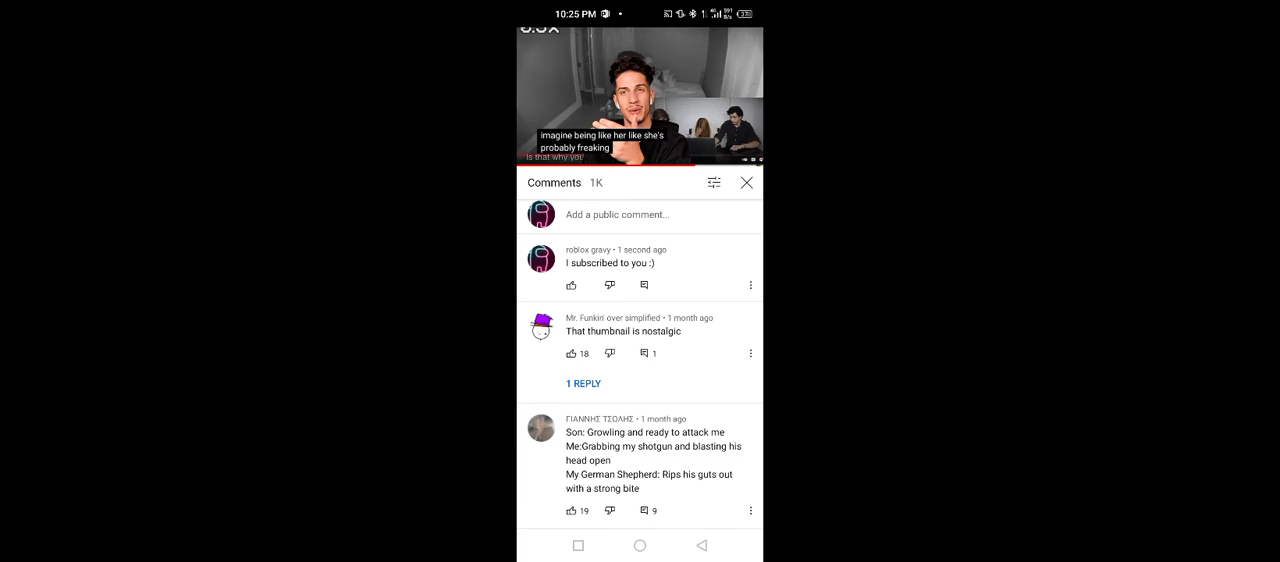 10:25 PM
imagine being like her like she's
probably freaking
Is that why you
Comments 1K
Add a public comment...
roblox gravy • 1 second ago
I subscribed to you :)
Mr. Funkin' over simplified • 1 month ago
That thumbnail is nostalgic
18 1
1 REPLY
ΓΙΑΝΝΗΣ ΤΣΩΛΗΣ • 1 month ago
Son: Growling and ready to attack me
Me:Grabbing my shotgun and blasting his
head open
My German Shepherd: Rips his guts out
with a strong bite
19 9